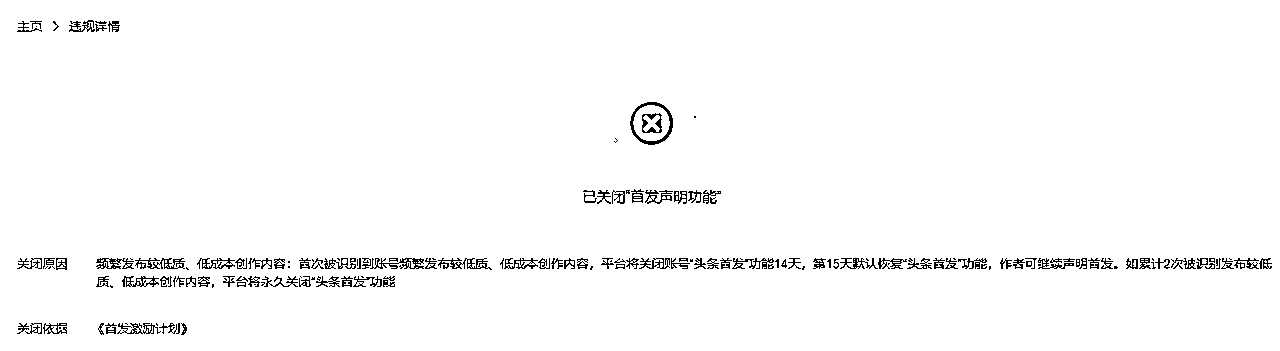 主页 > 违规详情
已关闭“首发声明功能”
关闭原因 频繁发布较低质、低成本创作内容：首次被识别到账号频繁发布较低质、低成本创作内容，平台将关闭账号“头条首发”功能14天，第15天默认恢复“头条首发”功能，作者可继续声明首发。如累计2次被识别发布较低
质、低成本创作内容，平台将永久关闭“头条首发”功能
关闭依据 《首发激励计划》